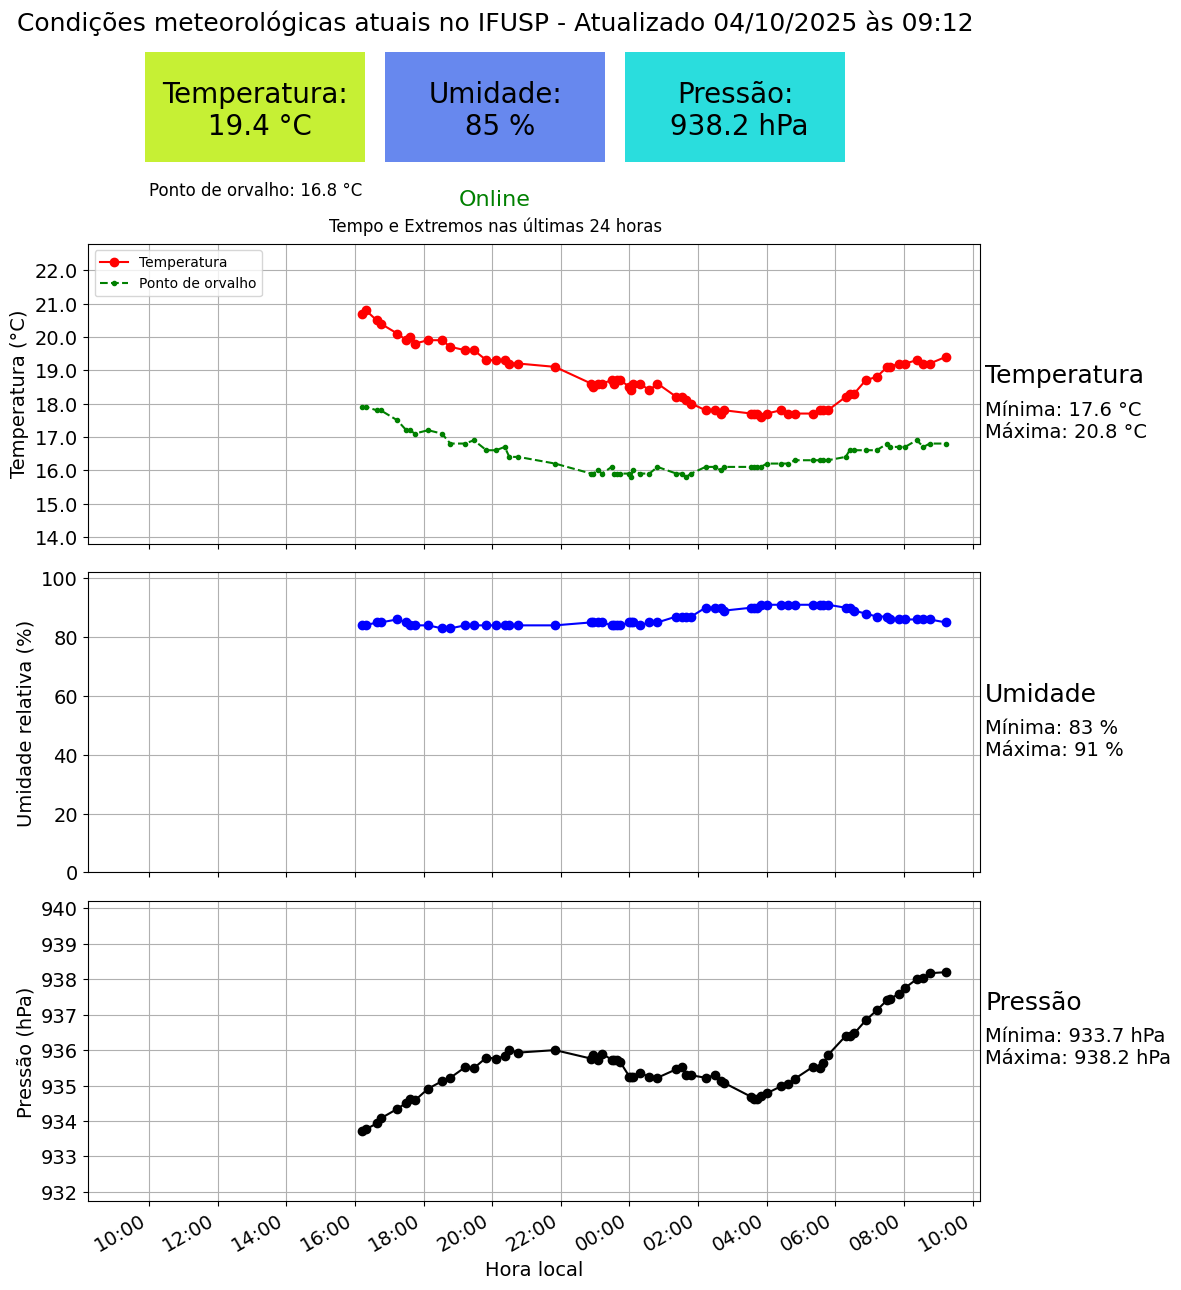 Condições meteorológicas atuais no IFUSP - Atualizado 04/10/2025 às 09:12
Temperatura:
19.4 °C
Umidade:
85 %
Pressão:
938.2 hPa
Ponto de orvalho: 16.8 °C
Online
Tempo e Extremos nas últimas 24 horas
Temperatura
Ponto de orvalho
Temperatura (°C)
22.0
21.0
20.0
19.0
18.0
17.0
16.0
15.0
14.0
Temperatura
Mínima: 17.6 °C
Máxima: 20.8 °C
Umidade relativa (%)
100
80
60
40
20
0
Umidade
Mínima: 83 %
Máxima: 91 %
Pressão (hPa)
940
939
938
937
936
935
934
933
932
Pressão
Mínima: 933.7 hPa
Máxima: 938.2 hPa
10:00
12:00
14:00
16:00
18:00
20:00
22:00
00:00
02:00
04:00
06:00
08:00
10:00
Hora local